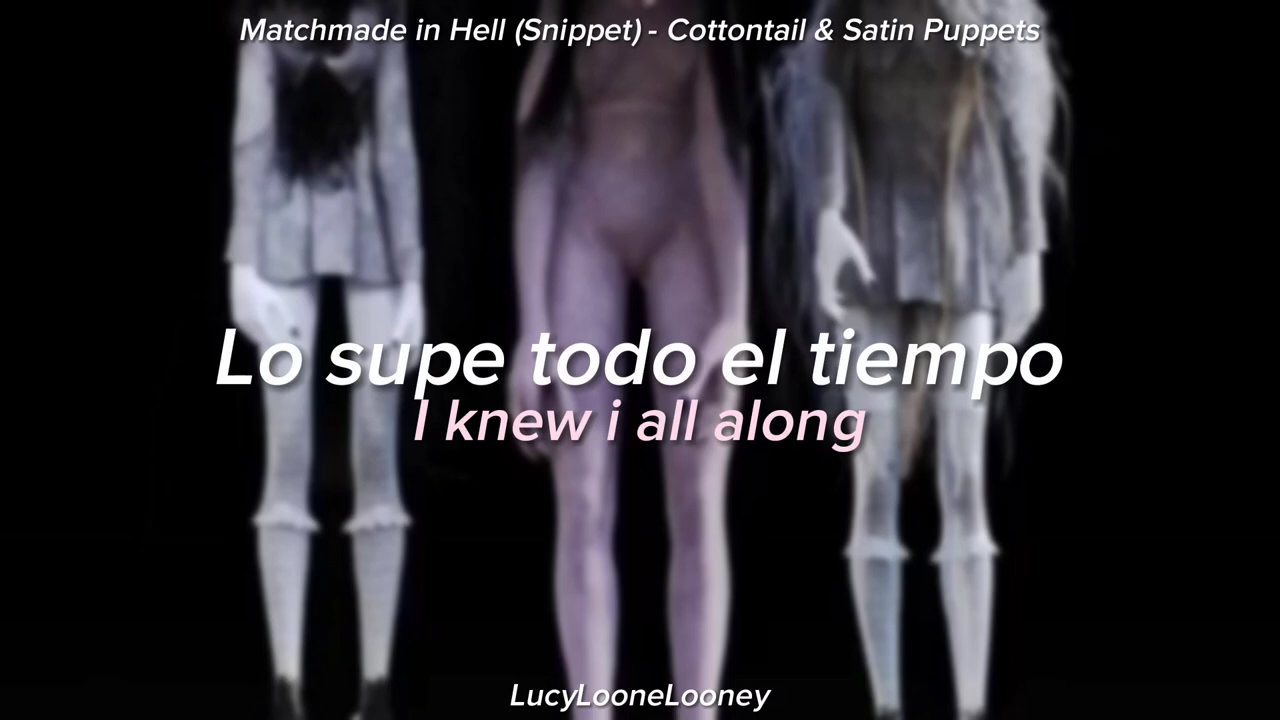 Matchmade in Hell (Snippet) - Cottontail & Satin Puppets
Lo supe todo el tiempo
I knew i all along
LucyLooneLooney